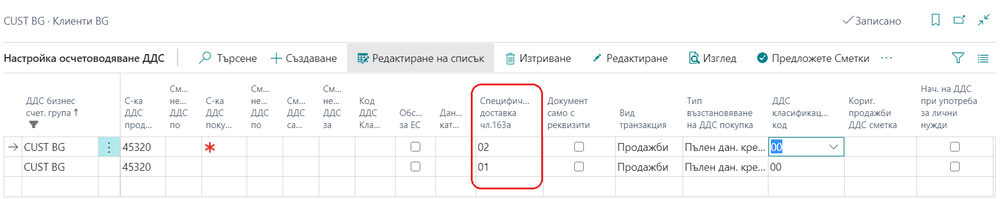 CUST BG · Клиенти BG
Записано
Настройка осчетоводяване ДДС Търсене Създаване Редактиране на списък Изтриване Редактиране Изглед Предложете Сметки ...
ДДС бизнес
счет. група ↑
С-ка
ДДС
прод...
См...
не...
ДДС
по
С-ка
ДДС
поку...
См...
не...
ДДС
по
См...
ДДС
са...
См...
не...
ДДС
за
Код
ДДС
Кла...
Обс...
за ЕС
Дан.
кат...
Специфич...
доставка
чл.163а
Документ
само с
реквизити
Вид
транзакция
Тип
възстановяване
на ДДС покупка
ДДС
класификац...
код
Кориг.
продажби
ДДС сметка
Нач. на ДДС
при употреба
за лични
нужди
CUST BG 45320 02 Продажби Пълен дан. кре... 00
CUST BG 45320 01 Продажби Пълен дан. кре... 00